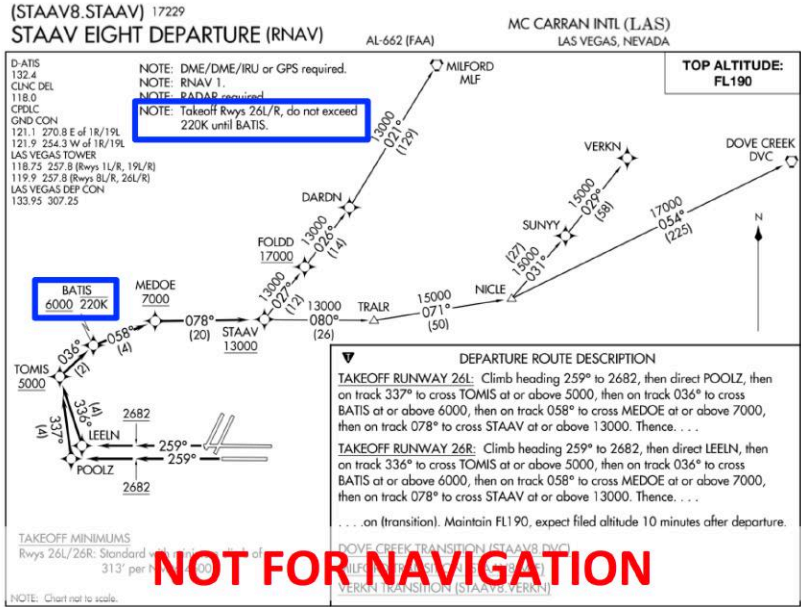 (STAAV8.STAAV) 17229
STAAV EIGHT DEPARTURE (RNAV)
AL-662 (FAA)
MC CARRAN INTL (LAS)
LAS VEGAS, NEVADA
D-ATIS
132.4
CLNC DEL
118.0
CPDLC
GND CON
121.1 270.8 E of 1R/19L
121.9 254.3 W of 1R/19L
LAS VEGAS TOWER
118.75 257.8 (Rwys 1L/R, 19L/R)
119.9 257.8 (Rwys 8L/R, 26L/R)
LAS VEGAS DEP CON
133.95 307.25
NOTE: DME/DME/IRU or GPS required.
NOTE: RNAV 1.
NOTE: RADAR required.
NOTE: Takeoff Rwys 26L/R, do not exceed
220K until BATIS.
TOP ALTITUDE:
FL190
MILFORD
MLF
13000
021°
(129)
DARDN
13000
026°
(14)
FOLDD
17000
13000
027°
(12)
VERKN
15000
029°
(58)
SUNYY
(27)
15000
031°
DOVE CREEK
DVC
17000
054°
(225)
N
NICLE
15000
071°
(50)
TRALR
13000
080°
(26)
STAAV
13000
078°
(20)
MEDOE
7000
BATIS
6000 220K
058°
(4)
036°
(2)
TOMIS
5000
336°
(4)
337°
(4)
LEELN
POOLZ
2682
259°
259°
2682
DEPARTURE ROUTE DESCRIPTION
T
TAKEOFF RUNWAY 26L: Climb heading 259° to 2682, then direct POOLZ, then
on track 337° to cross TOMIS at or above 5000, then on track 036° to cross
BATIS at or above 6000, then on track 058° to cross MEDOE at or above 7000,
then on track 078° to cross STAAV at or above 13000. Thence. . . .
TAKEOFF RUNWAY 26R: Climb heading 259° to 2682, then direct LEELN, then
on track 336° to cross TOMIS at or above 5000, then on track 036° to cross
BATIS at or above 6000, then on track 058° to cross MEDOE at or above 7000,
then on track 078° to cross STAAV at or above 13000. Thence. . . .
. . . .on (transition). Maintain FL190, expect filed altitude 10 minutes after departure.
TAKEOFF MINIMUMS
Rwys 26L/26R: Standard with
313' per
DOVE CREEK TRANSITION (STAAV8.DVC)
VERKN TRANSITION (STAAV8.VERKN)
NOT FOR NAVIGATION
NOTE: Chart not to scale.